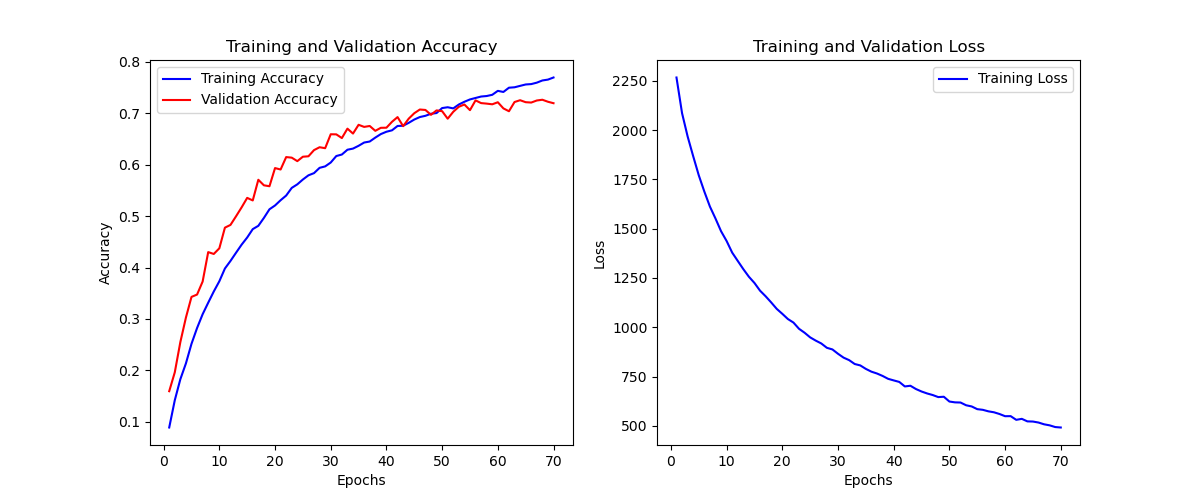 Training and Validation Accuracy
Training Accuracy
Validation Accuracy
0.8
0.7
0.6
0.5
0.4
0.3
0.2
0.1
Accuracy
0 10 20 30 40 50 60 70
Epochs
Training and Validation Loss
Training Loss
2250
2000
1750
1500
1250
1000
750
500
Loss
0 10 20 30 40 50 60 70
Epochs